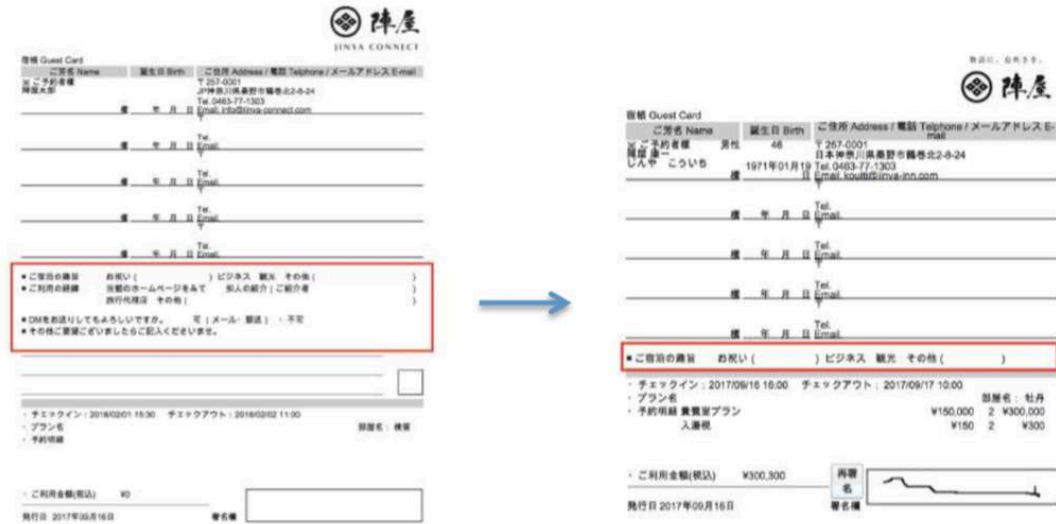 陣屋
JINYA CONNECT
宿帳 Guest Card
ご芳名 Name 誕生日 Birth ご住所 Address / 電話 Telphone / メールアドレス E-mail
※ご予約者様
陣屋太郎
様 年 月 日
〒257-0001
JP神奈川県秦野市鶴巻北2-8-24
Tel. 0463-77-1303
Email. info@jinya-connect.com
〒
Tel.
様 年 月 日 Email.
〒
Tel.
様 年 月 日 Email.
〒
Tel.
様 年 月 日 Email.
〒
Tel.
様 年 月 日 Email.
■ ご宿泊の趣旨 お祝い ( ) ビジネス 観光 その他 ( )
■ ご利用の経緯 当館のホームページをみて 知人の紹介 ( ご紹介者 )
旅行代理店 その他 ( )
■ DMをお送りしてもよろしいですか。 可 ( メール・郵送 ) ・ 不可
■ その他ご要望ございましたらご記入くださいませ。
・ チェックイン : 2018/02/01 15:30 チェックアウト : 2018/02/02 11:00
・ プラン名 部屋名 :
・ 予約明細
・ ご利用金額(税込) ¥0
発行日 2017年09月16日 署名欄
物語に、息吹きを。
陣屋
宿帳 Guest Card
ご芳名 Name 誕生日 Birth ご住所 Address / 電話 Telphone / メールアドレス E-mail
※ご予約者様 男性 46
陣屋 康一
じんや こういち
様 1971年01月19日
〒257-0001
日本神奈川県秦野市鶴巻北2-8-24
Tel. 0463-77-1303
〒
Tel.
様 年 月 日 Email.
〒
Tel.
様 年 月 日 Email.
〒
Tel.
様 年 月 日 Email.
〒
Tel.
様 年 月 日 Email.
■ ご宿泊の趣旨 お祝い ( ) ビジネス 観光 その他 ( )
・ チェックイン : 2017/09/16 16:00 チェックアウト : 2017/09/17 10:00
・ プラン名 部屋名 : 牡丹
・ 予約明細 貴賓室プラン ¥150,000 2 ¥300,000
入湯税 ¥150 2 ¥300
・ ご利用金額(税込) ¥300,300
再署名
発行日 2017年09月16日 署名欄